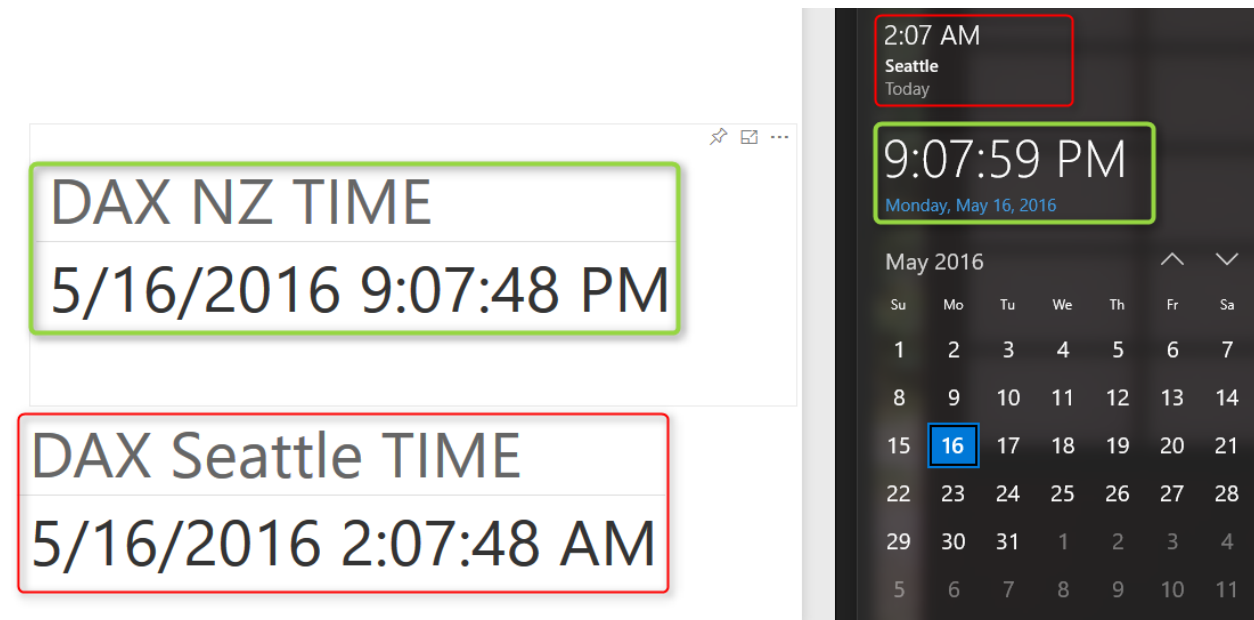 DAX NZ TIME
5/16/2016 9:07:48 PM
DAX Seattle TIME
5/16/2016 2:07:48 AM
2:07 AM
Seattle
Today
9:07:59 PM
Monday, May 16, 2016
May 2016
Su Mo Tu We Th Fr Sa
1 2 3 4 5 6 7
8 9 10 11 12 13 14
15 16 17 18 19 20 21
22 23 24 25 26 27 28
29 30 31 1 2 3 4
5 6 7 8 9 10 11